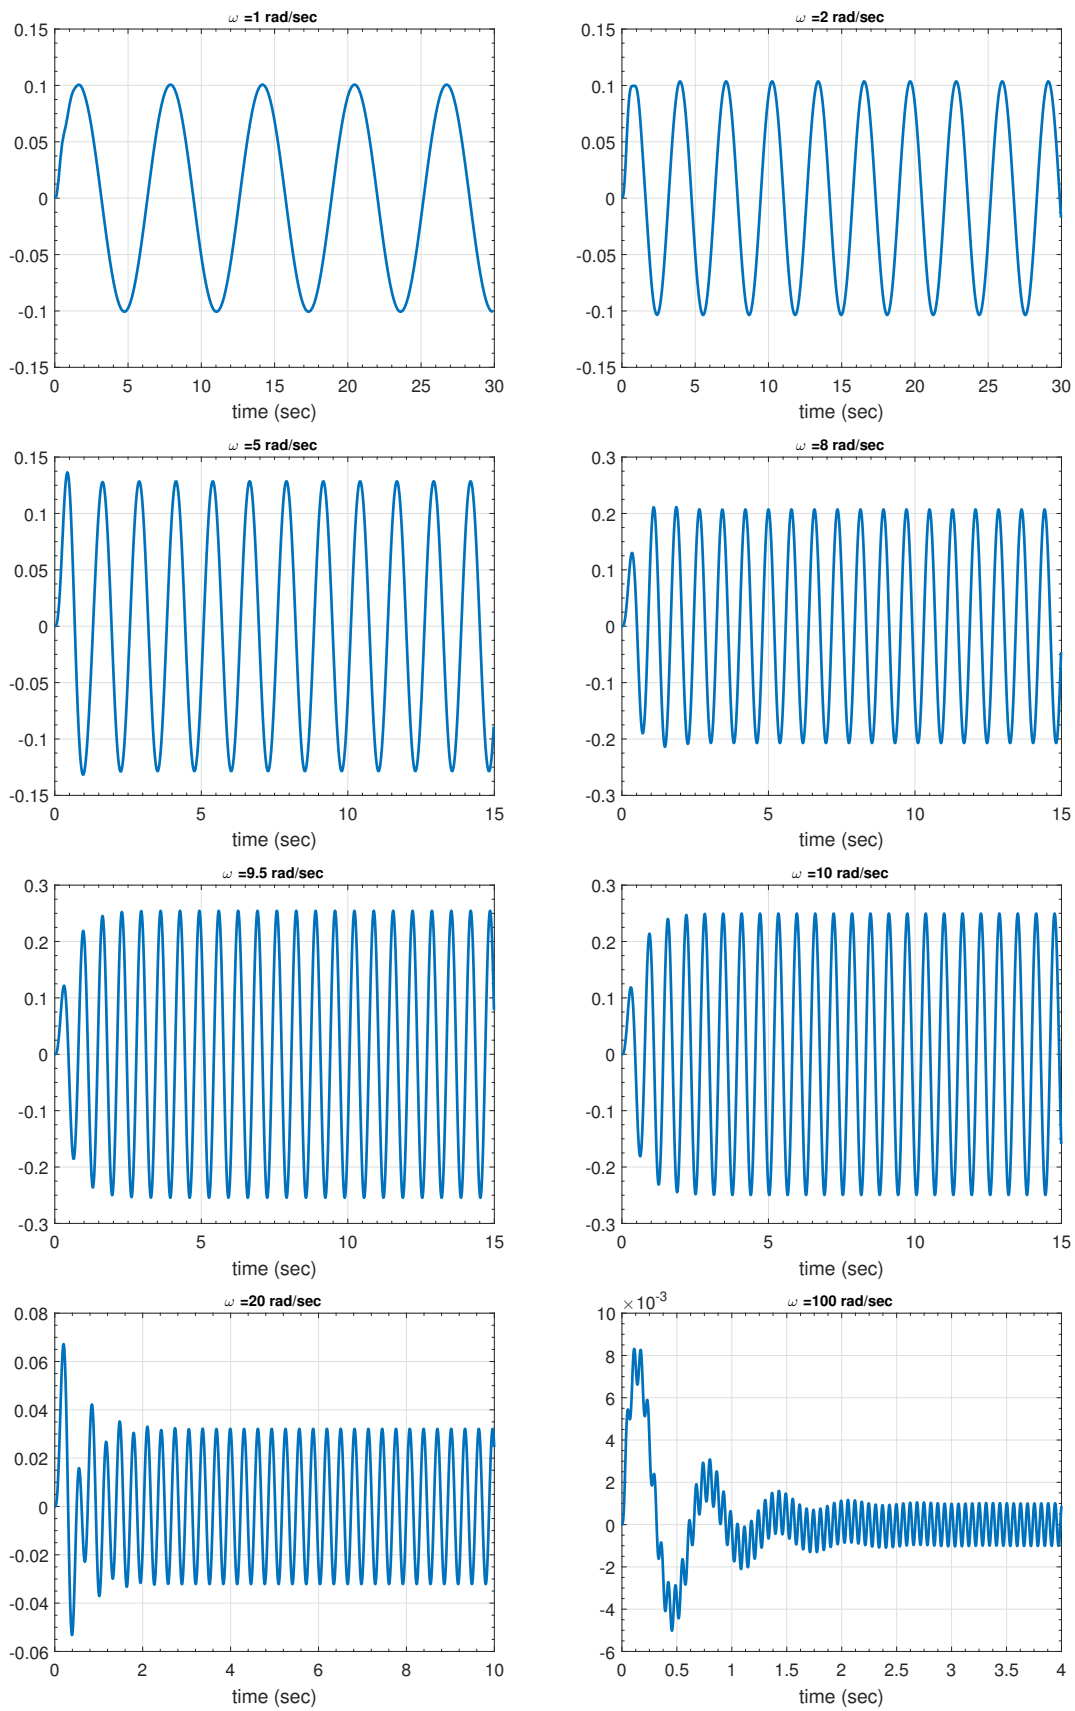 ω =1 rad/sec
0.15
0.1
0.05
0
-0.05
-0.1
-0.15
0 5 10 15 20 25 30
time (sec)
ω =2 rad/sec
0.15
0.1
0.05
0
-0.05
-0.1
-0.15
0 5 10 15 20 25 30
time (sec)
ω =5 rad/sec
0.15
0.1
0.05
0
-0.05
-0.1
-0.15
0 5 10 15
time (sec)
ω =8 rad/sec
0.3
0.2
0.1
0
-0.1
-0.2
-0.3
0 5 10 15
time (sec)
ω =9.5 rad/sec
0.3
0.2
0.1
0
-0.1
-0.2
-0.3
0 5 10 15
time (sec)
ω =10 rad/sec
0.3
0.2
0.1
0
-0.1
-0.2
-0.3
0 5 10 15
time (sec)
ω =20 rad/sec
0.08
0.06
0.04
0.02
0
-0.02
-0.04
-0.06
0 2 4 6 8 10
time (sec)
×10⁻³ ω =100 rad/sec
10
8
6
4
2
0
-2
-4
-6
0 0.5 1 1.5 2 2.5 3 3.5 4
time (sec)